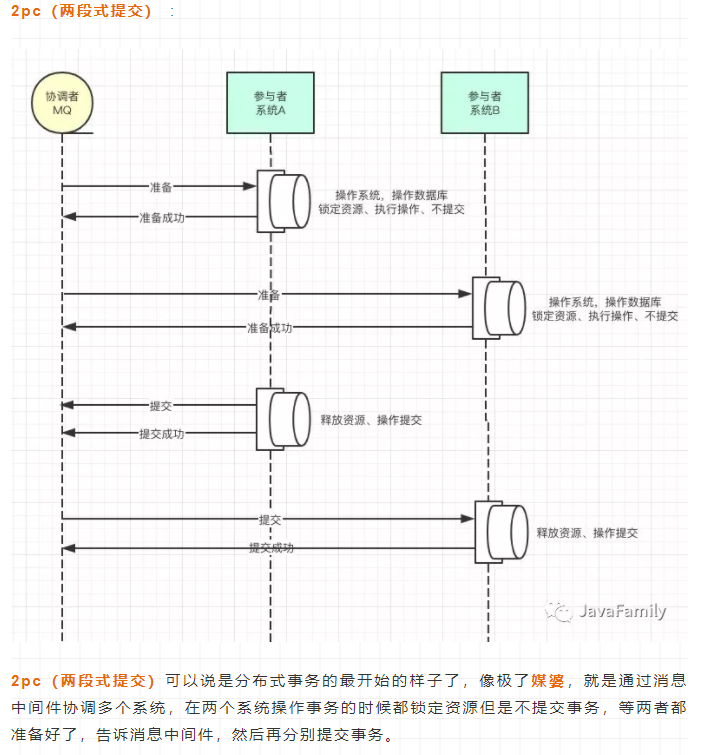 2pc（两段式提交）：
协调者
MQ
参与者
系统A
参与者
系统B
准备
准备成功
操作系统，操作数据库
锁定资源、执行操作、不提交
准备
准备成功
操作系统，操作数据库
锁定资源、执行操作、不提交
提交
提交成功
释放资源、操作提交
提交
提交成功
释放资源、操作提交
JavaFamily
2pc（两段式提交）可以说是分布式事务的最开始的样子了，像极了媒婆，就是通过消息
中间件协调多个系统，在两个系统操作事务的时候都锁定资源但是不提交事务，等两者都
准备好了，告诉消息中间件，然后再分别提交事务。